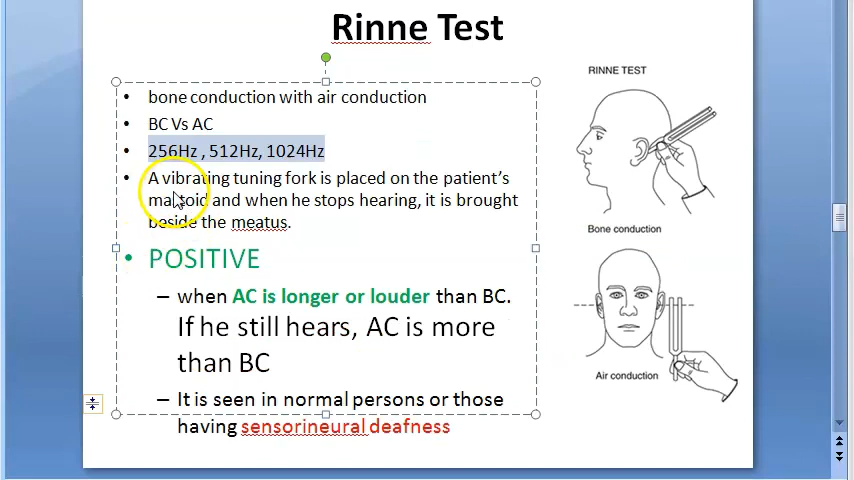 Rinne Test
• bone conduction with air conduction
• BC Vs AC
• 256Hz , 512Hz, 1024Hz
• A vibrating tuning fork is placed on the patient's
mastoid and when he stops hearing, it is brought
beside the meatus.
• POSITIVE
– when AC is longer or louder than BC.
If he still hears, AC is more
than BC
– It is seen in normal persons or those
having sensorineural deafness
RINNE TEST
Bone conduction
Air conduction